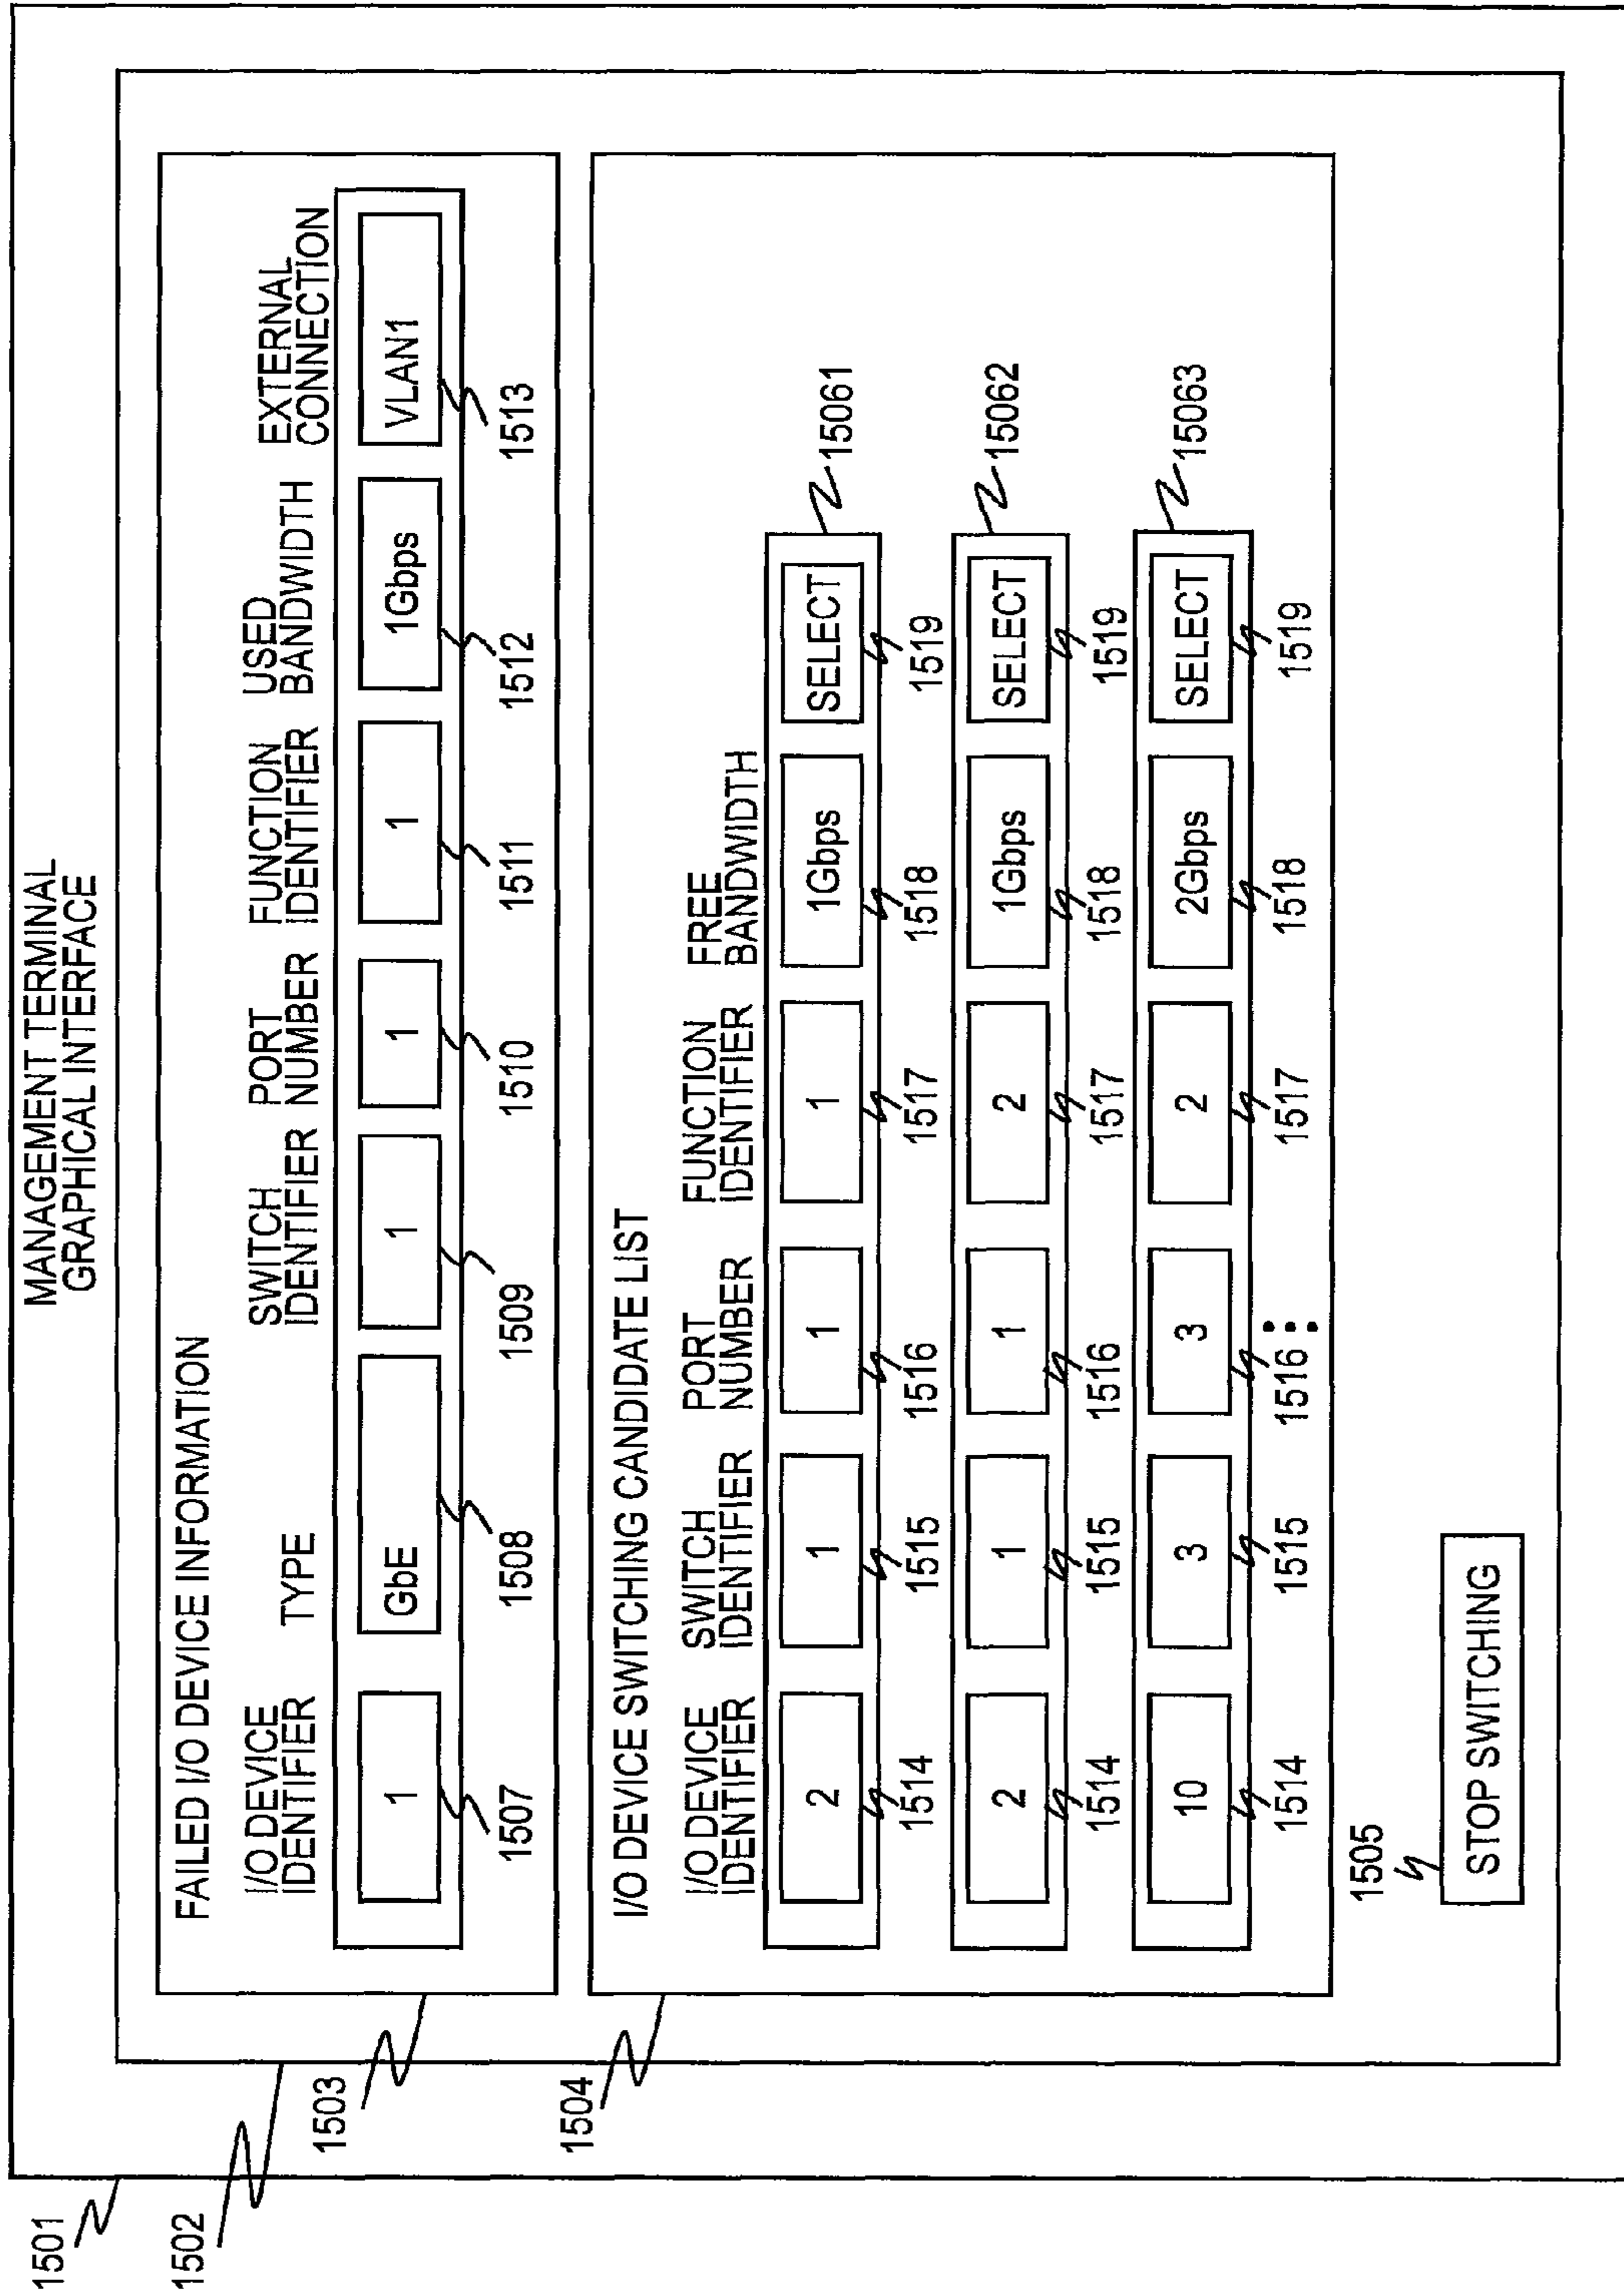 MANAGEMENT TERMINAL
GRAPHICAL INTERFACE
1501
1502
1503
FAILED I/O DEVICE INFORMATION
I/O DEVICE
IDENTIFIER
TYPE
SWITCH
IDENTIFIER
PORT
NUMBER
FUNCTION
IDENTIFIER
USED
BANDWIDTH
EXTERNAL
CONNECTION
1
GbE
1
1
1
1Gbps
VLAN1
1507
1508
1509
1510
1511
1512
1513
1504
I/O DEVICE SWITCHING CANDIDATE LIST
I/O DEVICE
IDENTIFIER
SWITCH
IDENTIFIER
PORT
NUMBER
FUNCTION
IDENTIFIER
FREE
BANDWIDTH
2
1
1
1
1Gbps
SELECT
15061
1514
1515
1516
1517
1518
1519
2
1
1
2
1Gbps
SELECT
15062
1514
1515
1516
1517
1518
1519
10
3
3
2
2Gbps
SELECT
15063
1514
1515
1516
1517
1518
1519
1505
STOP SWITCHING